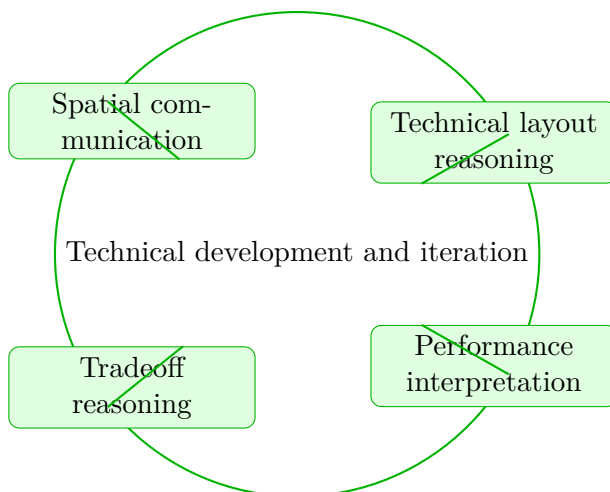 Spatial com-
munication
Technical layout
reasoning
Technical development and iteration
Tradeoff
reasoning
Performance
interpretation